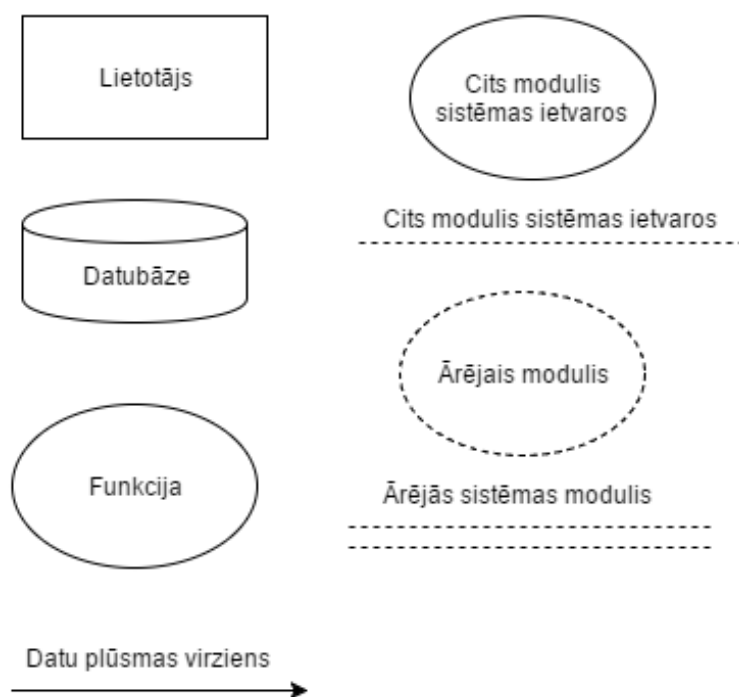 Lietotājs
Cits modulis
sistēmas ietvaros
Cits modulis sistēmas ietvaros
Datubāze
Ārējais modulis
Funkcija
Ārējās sistēmas modulis
Datu plūsmas virziens